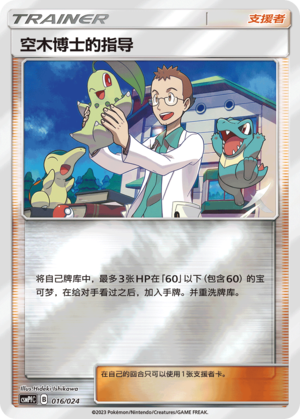 TRAINER 支援者
空木博士的指导
将自己牌库中，最多3张HP在「60」以下（包含60）的宝
可梦，在给对手看过之后，加入手牌。并重洗牌库。
Illus. Hideki Ishikawa
csmPfC 016/024
在自己的回合只可以使用1张支援者卡。
©2023 Pokémon/Nintendo/Creatures/GAME FREAK.